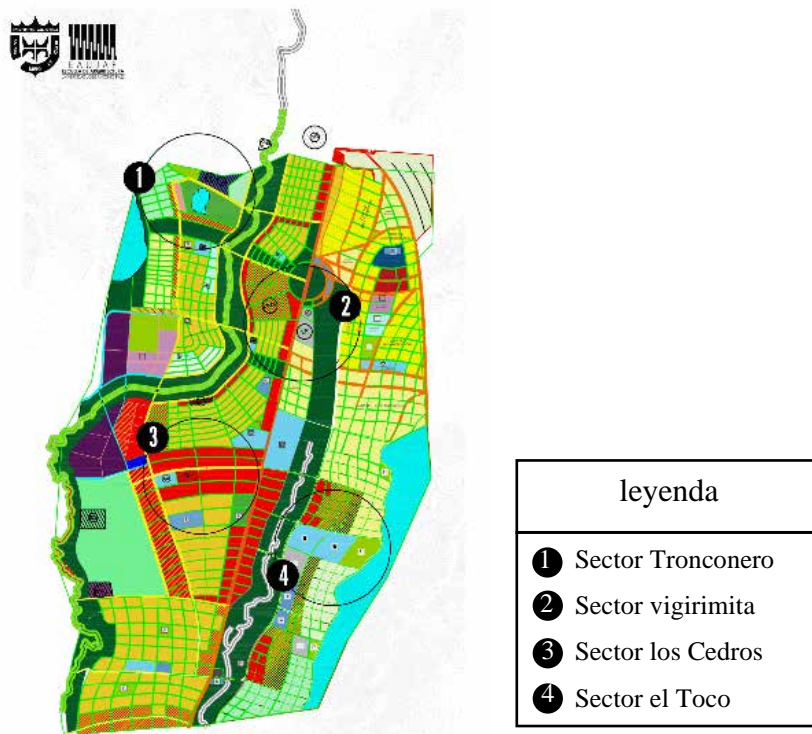 EAUJAP
1
2
3
4
leyenda
1 Sector Tronconero
2 Sector vigirimita
3 Sector los Cedros
4 Sector el Toco